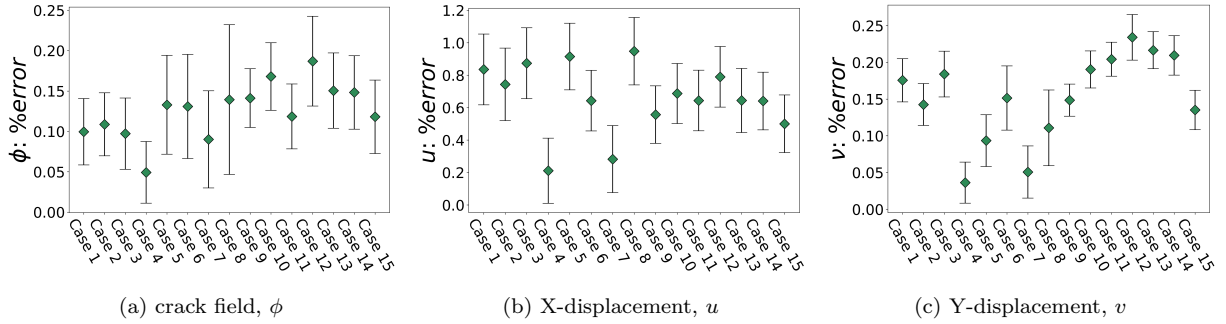 ϕ: %error
0.25
0.20
0.15
0.10
0.05
0.00
Case 1
Case 2
Case 3
Case 4
Case 5
Case 6
Case 7
Case 8
Case 9
Case 10
Case 11
Case 12
Case 13
Case 14
Case 15
(a) crack field, ϕ
u: %error
1.2
1.0
0.8
0.6
0.4
0.2
0.0
Case 1
Case 2
Case 3
Case 4
Case 5
Case 6
Case 7
Case 8
Case 9
Case 10
Case 11
Case 12
Case 13
Case 14
Case 15
(b) X-displacement, u
v: %error
0.25
0.20
0.15
0.10
0.05
0.00
Case 1
Case 2
Case 3
Case 4
Case 5
Case 6
Case 7
Case 8
Case 9
Case 10
Case 11
Case 12
Case 13
Case 14
Case 15
(c) Y-displacement, v